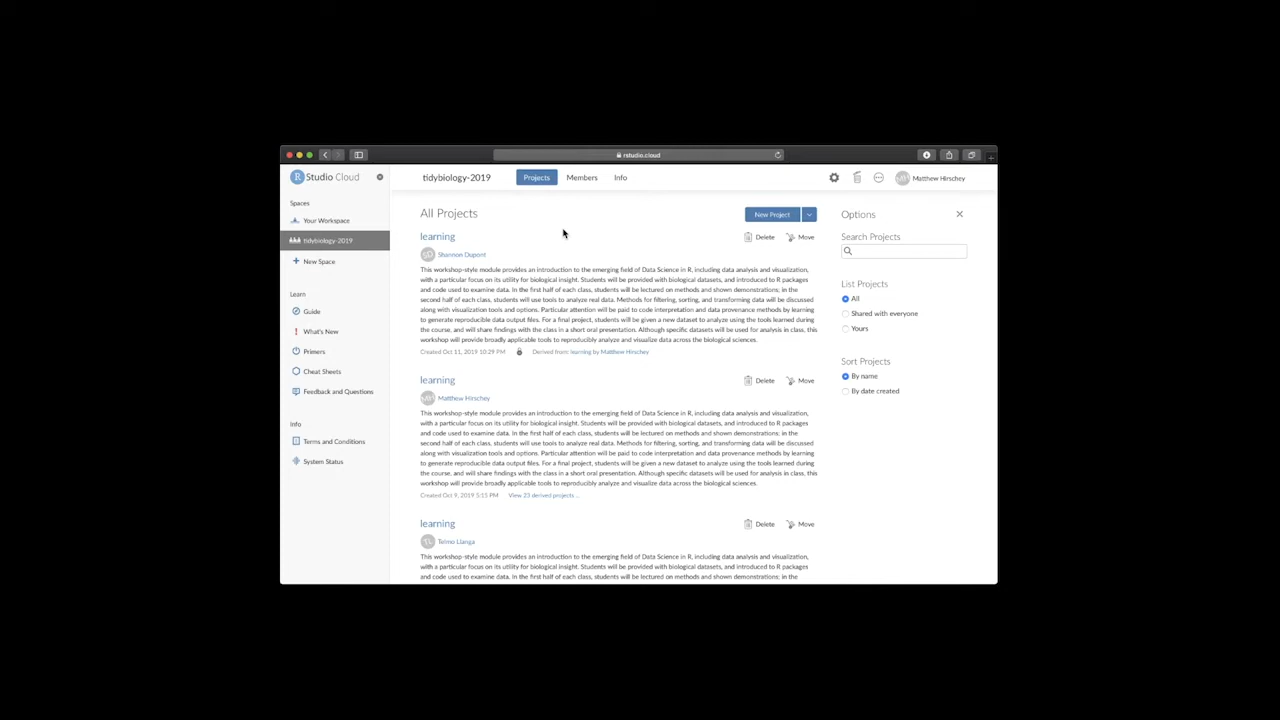 rstudio.cloud
R Studio Cloud
tidybiology-2019
Projects
Members
Info
Matthew Hirschey
Spaces
Your Workspace
tidybiology-2019
New Space
Learn
Guide
What's New
Primers
Cheat Sheets
Feedback and Questions
Info
Terms and Conditions
System Status
All Projects
New Project
learning
Delete
Move
SD Shannon Dupont
This workshop-style module provides an introduction to the emerging field of Data Science in R, including data analysis and visualization,
with a particular focus on its utility for biological insight. Students will be provided with biological datasets, and introduced to R packages
and code used to examine data. In the first half of each class, students will be lectured on methods and shown demonstrations; in the
second half of each class, students will use tools to analyze real data. Methods for filtering, sorting, and transforming data will be discussed
along with visualization tools and options. Particular attention will be paid to code interpretation and data provenance methods by learning
to generate reproducible data output files. For a final project, students will be given a new dataset to analyze using the tools learned during
the course, and will share findings with the class in a short oral presentation. Although specific datasets will be used for analysis in class, this
workshop will provide broadly applicable tools to reproducibly analyze and visualize data across the biological sciences.
Created Oct 11, 2019 10:29 PM
Derived from: learning by Matthew Hirschey
learning
Delete
Move
MH Matthew Hirschey
This workshop-style module provides an introduction to the emerging field of Data Science in R, including data analysis and visualization,
with a particular focus on its utility for biological insight. Students will be provided with biological datasets, and introduced to R packages
and code used to examine data. In the first half of each class, students will be lectured on methods and shown demonstrations; in the
second half of each class, students will use tools to analyze real data. Methods for filtering, sorting, and transforming data will be discussed
along with visualization tools and options. Particular attention will be paid to code interpretation and data provenance methods by learning
to generate reproducible data output files. For a final project, students will be given a new dataset to analyze using the tools learned during
the course, and will share findings with the class in a short oral presentation. Although specific datasets will be used for analysis in class, this
workshop will provide broadly applicable tools to reproducibly analyze and visualize data across the biological sciences.
Created Oct 9, 2019 5:15 PM
View 23 derived projects ...
learning
Delete
Move
TL Telmo Llanga
This workshop-style module provides an introduction to the emerging field of Data Science in R, including data analysis and visualization,
with a particular focus on its utility for biological insight. Students will be provided with biological datasets, and introduced to R packages
and code used to examine data. In the first half of each class, students will be lectured on methods and shown demonstrations; in the
Options
Search Projects
List Projects
All
Shared with everyone
Yours
Sort Projects
By name
By date created